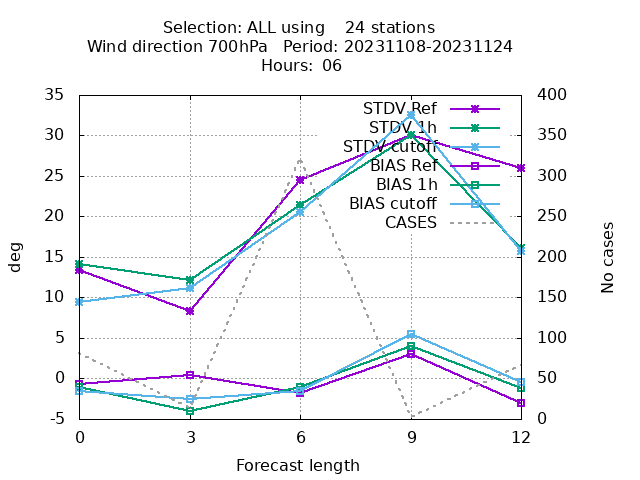 Selection: ALL using 24 stations
Wind direction 700hPa Period: 20231108-20231124
Hours: 06
35 400
STDV Ref
STDV 1h
30 350
STDV cutoff
BIAS Ref
25 300
BIAS 1h
BIAS cutoff
20 250
CASES
15 200
deg
No cases
10 150
5 100
0 50
-5 0
0 3 6 9 12
Forecast length